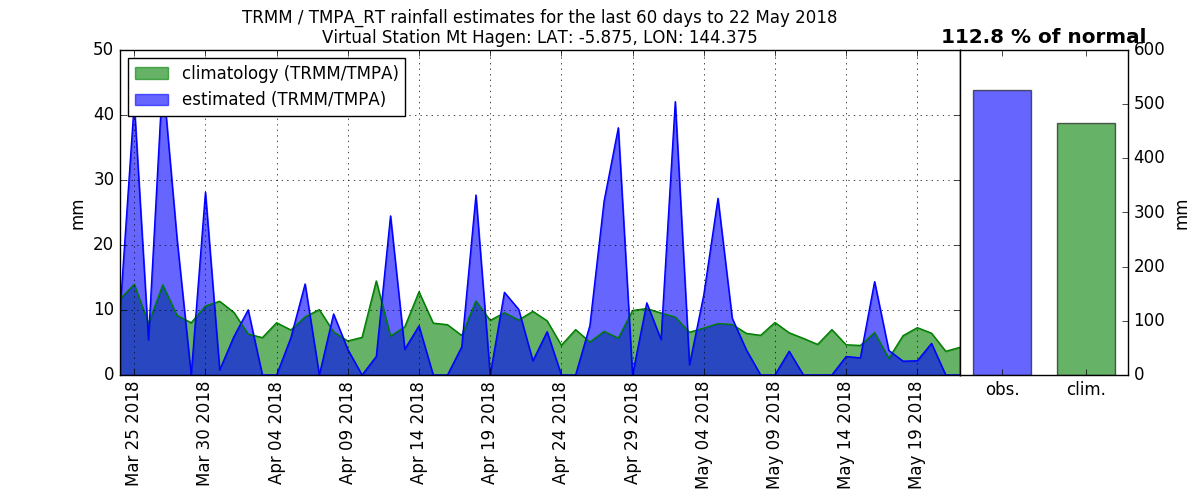 TRMM / TMPA_RT rainfall estimates for the last 60 days to 22 May 2018
Virtual Station Mt Hagen: LAT: -5.875, LON: 144.375
112.8 % of normal
climatology (TRMM/TMPA)
estimated (TRMM/TMPA)
50
40
30
20
10
0
mm
Mar 25 2018
Mar 30 2018
Apr 04 2018
Apr 09 2018
Apr 14 2018
Apr 19 2018
Apr 24 2018
Apr 29 2018
May 04 2018
May 09 2018
May 14 2018
May 19 2018
obs.
clim.
600
500
400
300
200
100
0
mm